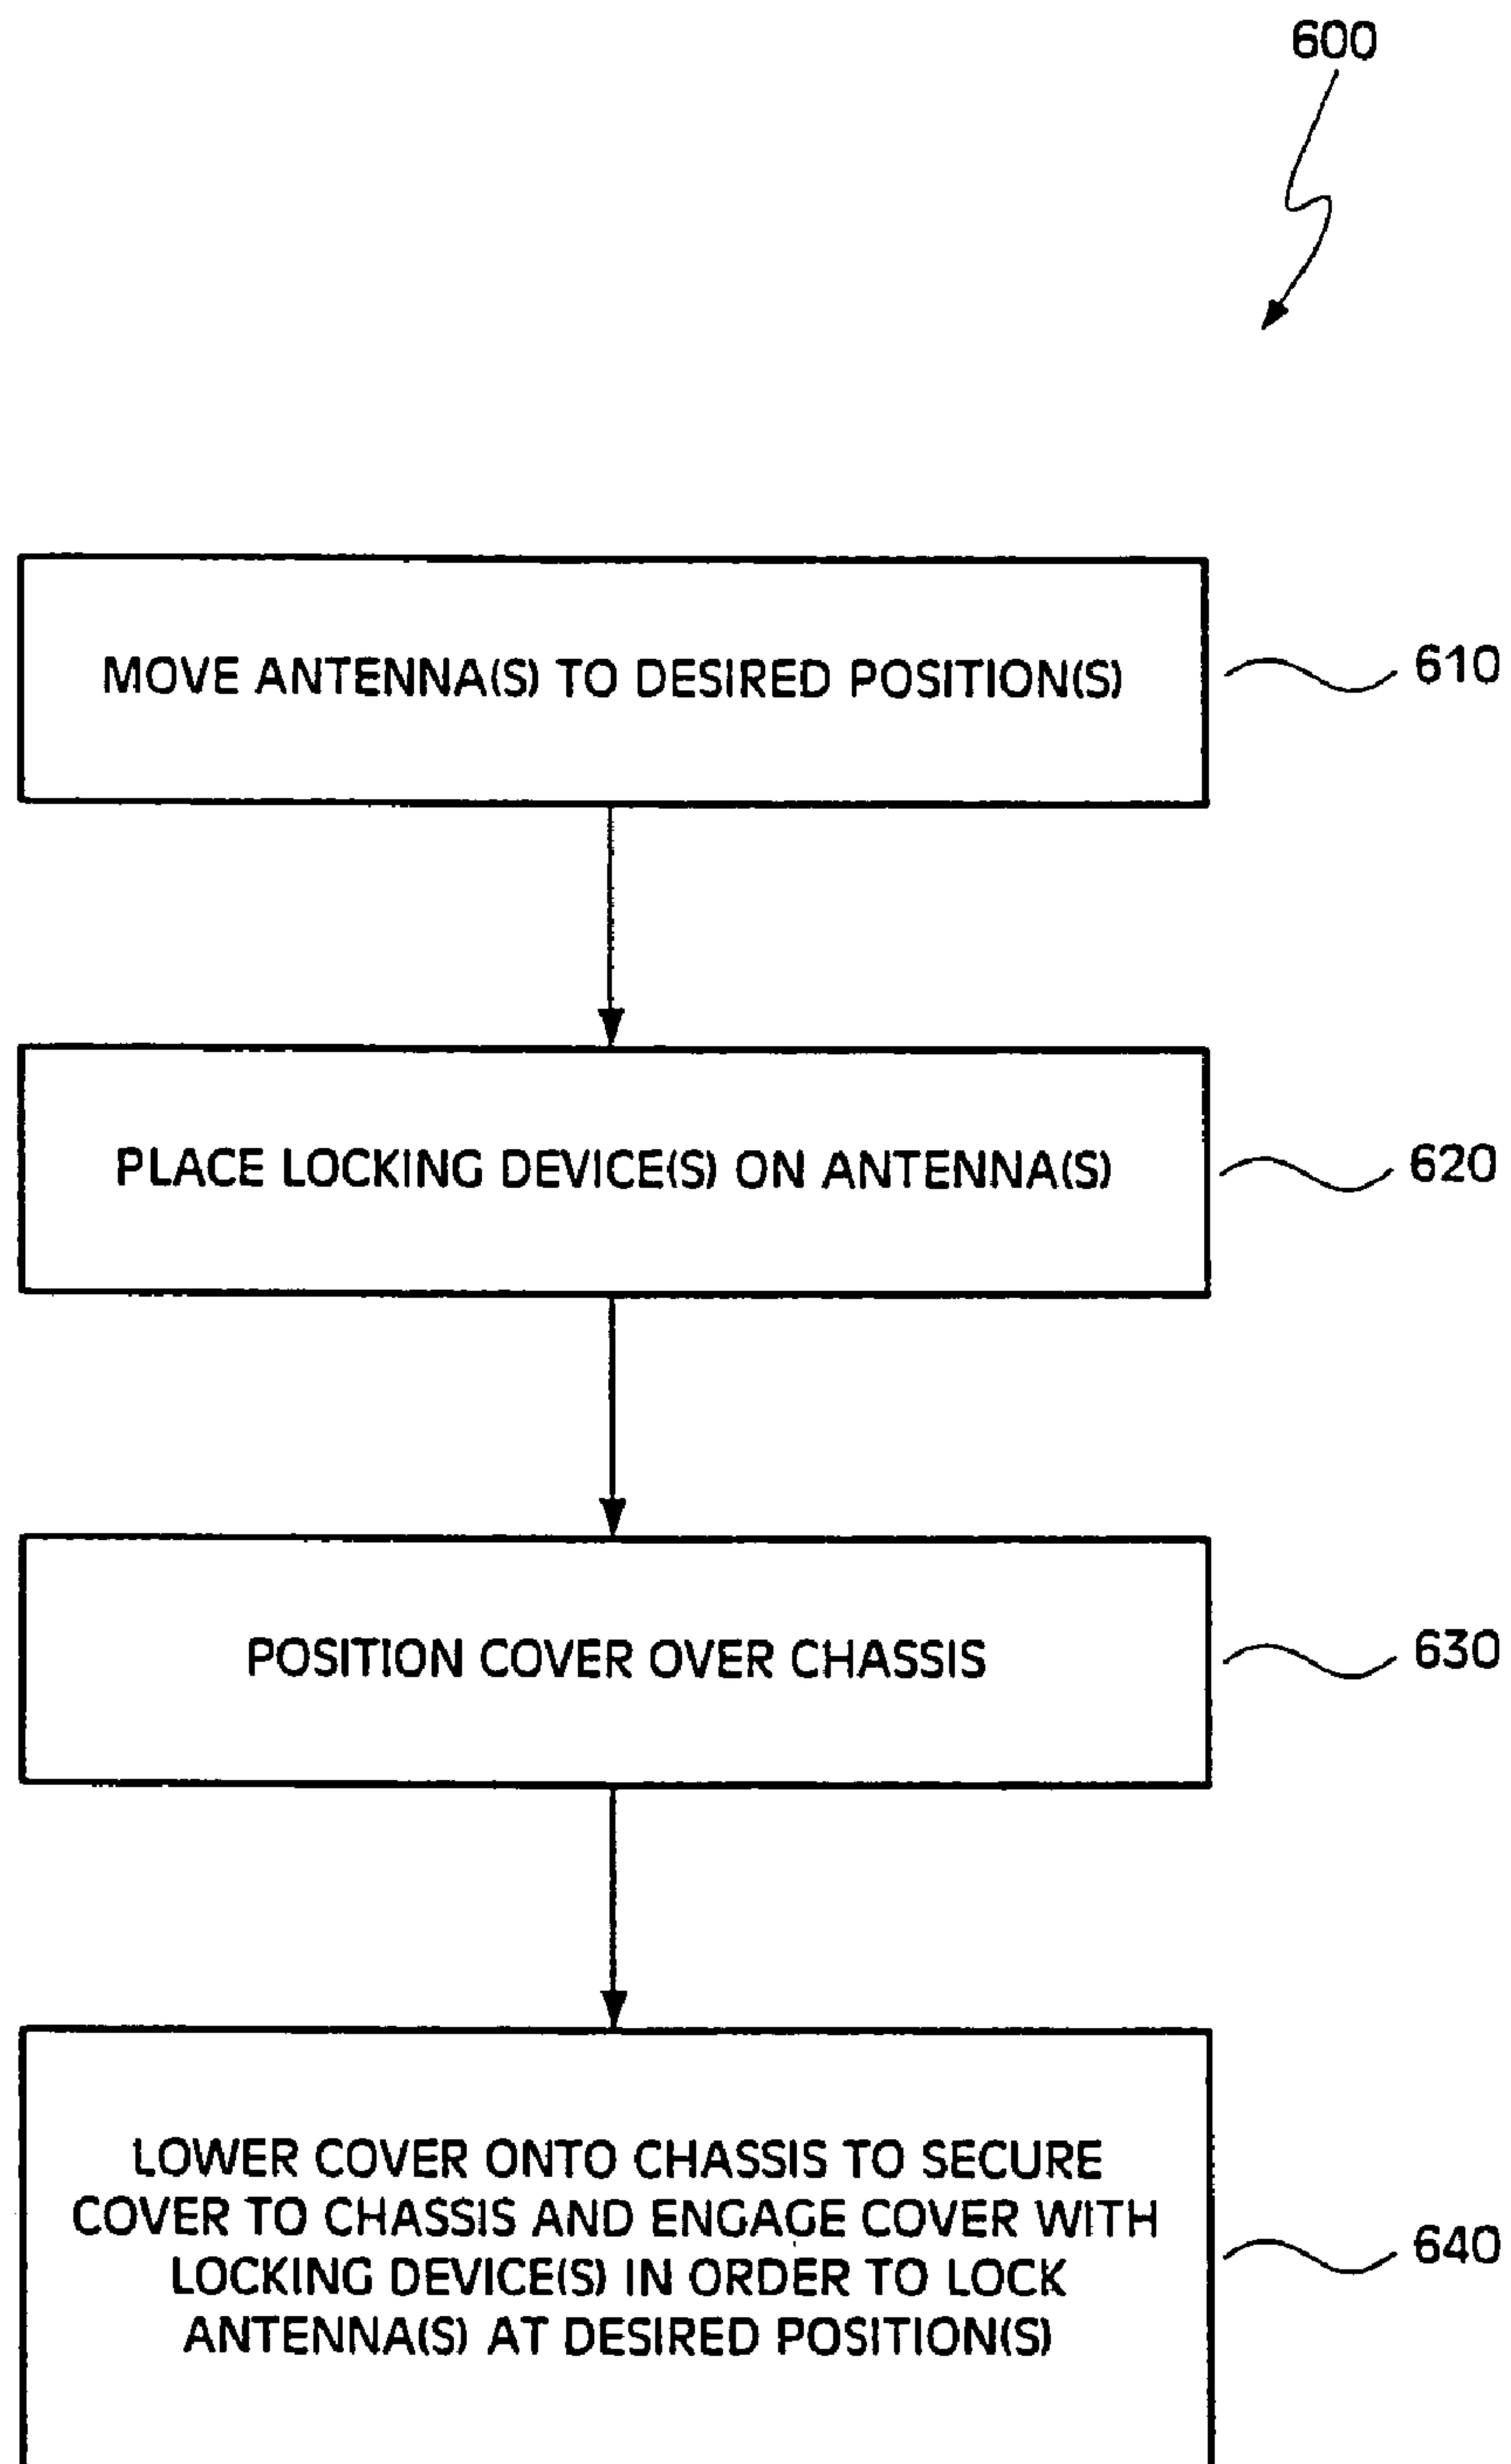 600
MOVE ANTENNA(S) TO DESIRED POSITION(S)
610
PLACE LOCKING DEVICE(S) ON ANTENNA(S)
620
POSITION COVER OVER CHASSIS
630
LOWER COVER ONTO CHASSIS TO SECURE
COVER TO CHASSIS AND ENGAGE COVER WITH
LOCKING DEVICE(S) IN ORDER TO LOCK
ANTENNA(S) AT DESIRED POSITION(S)
640